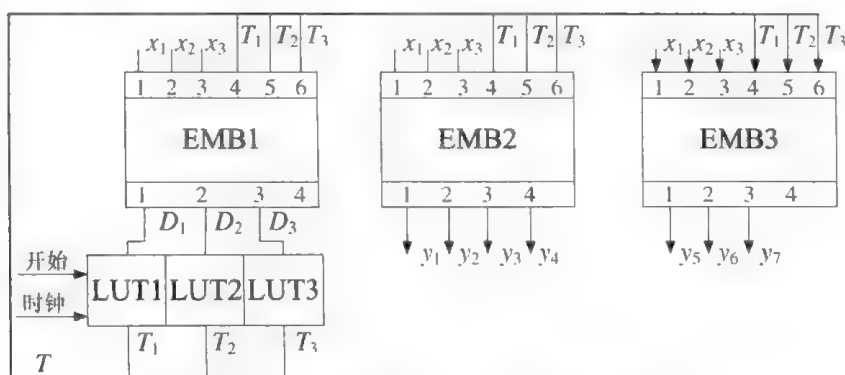 x₁ x₂ x₃ T₁ T₂ T₃ x₁ x₂ x₃ T₁ T₂ T₃ x₁ x₂ x₃ T₁ T₂ T₃
1 2 3 4 5 6 1 2 3 4 5 6 1 2 3 4 5 6
EMB1 EMB2 EMB3
1 2 3 4 1 2 3 4 1 2 3 4
D₁ D₂ D₃ y₁ y₂ y₃ y₄ y₅ y₆ y₇
开始
LUT1 LUT2 LUT3
时钟
T T₁ T₂ T₃